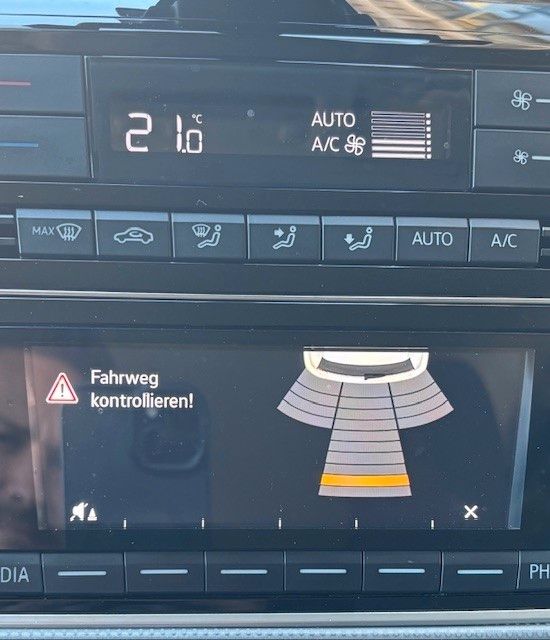 21.0 °C
AUTO
A/C
MAX
AUTO
A/C
Fahrweg
kontrollieren!
DIA
PH